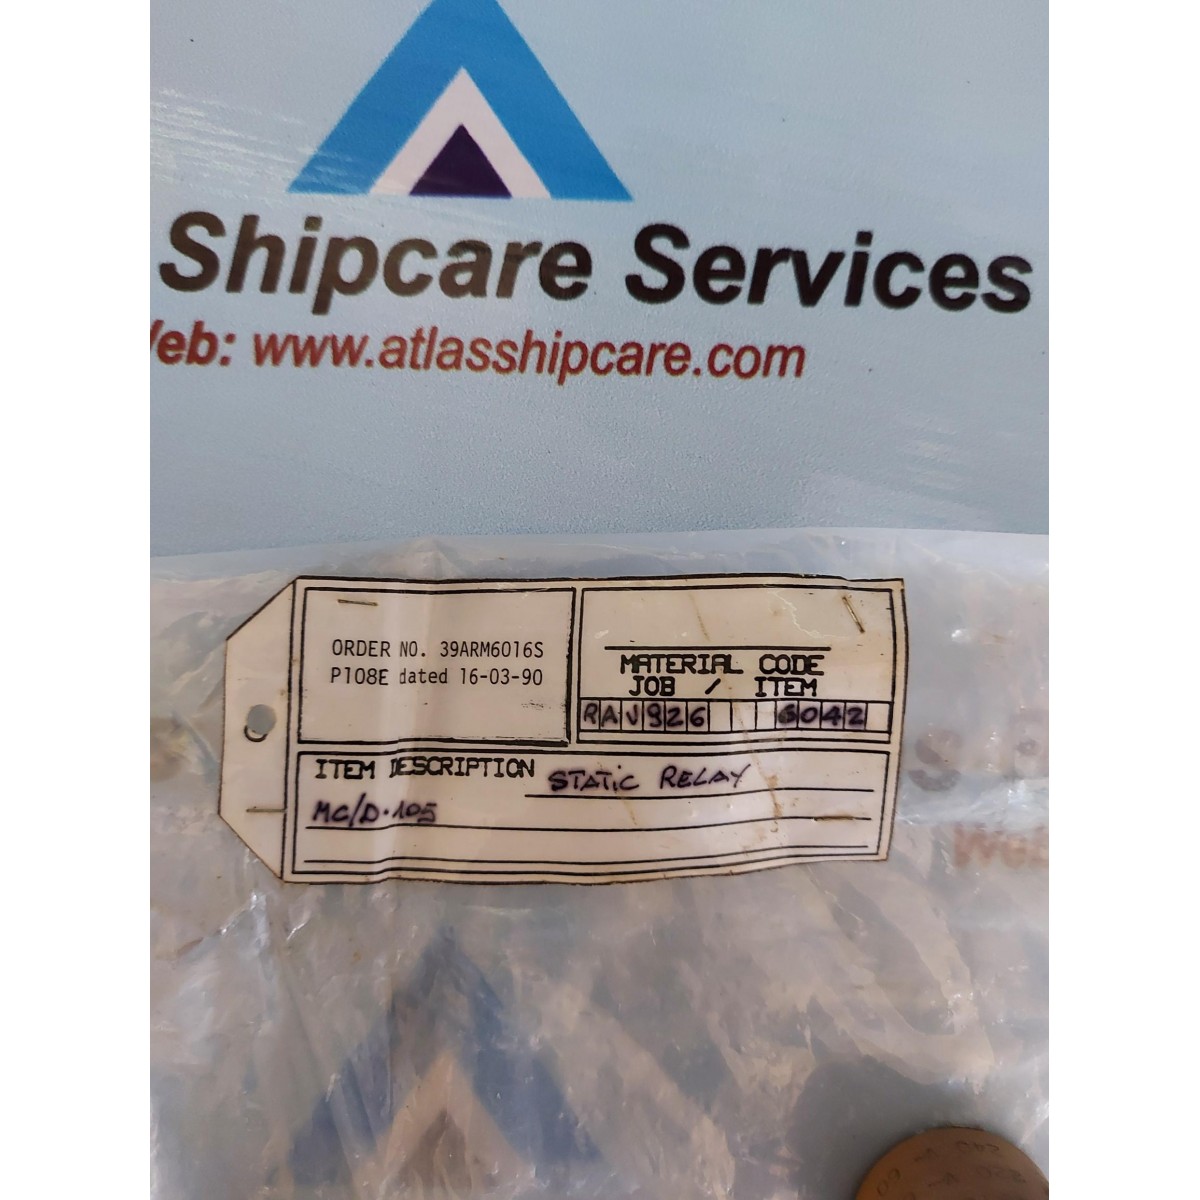 Shipcare Services
Web: www.atlasshipcare.com
ORDER NO. 39ARM6016S
P108E dated 16-03-90
MATERIAL CODE
JOB / ITEM
RAV926 6042
ITEM DESCRIPTION STATIC RELAY
MC/D.105